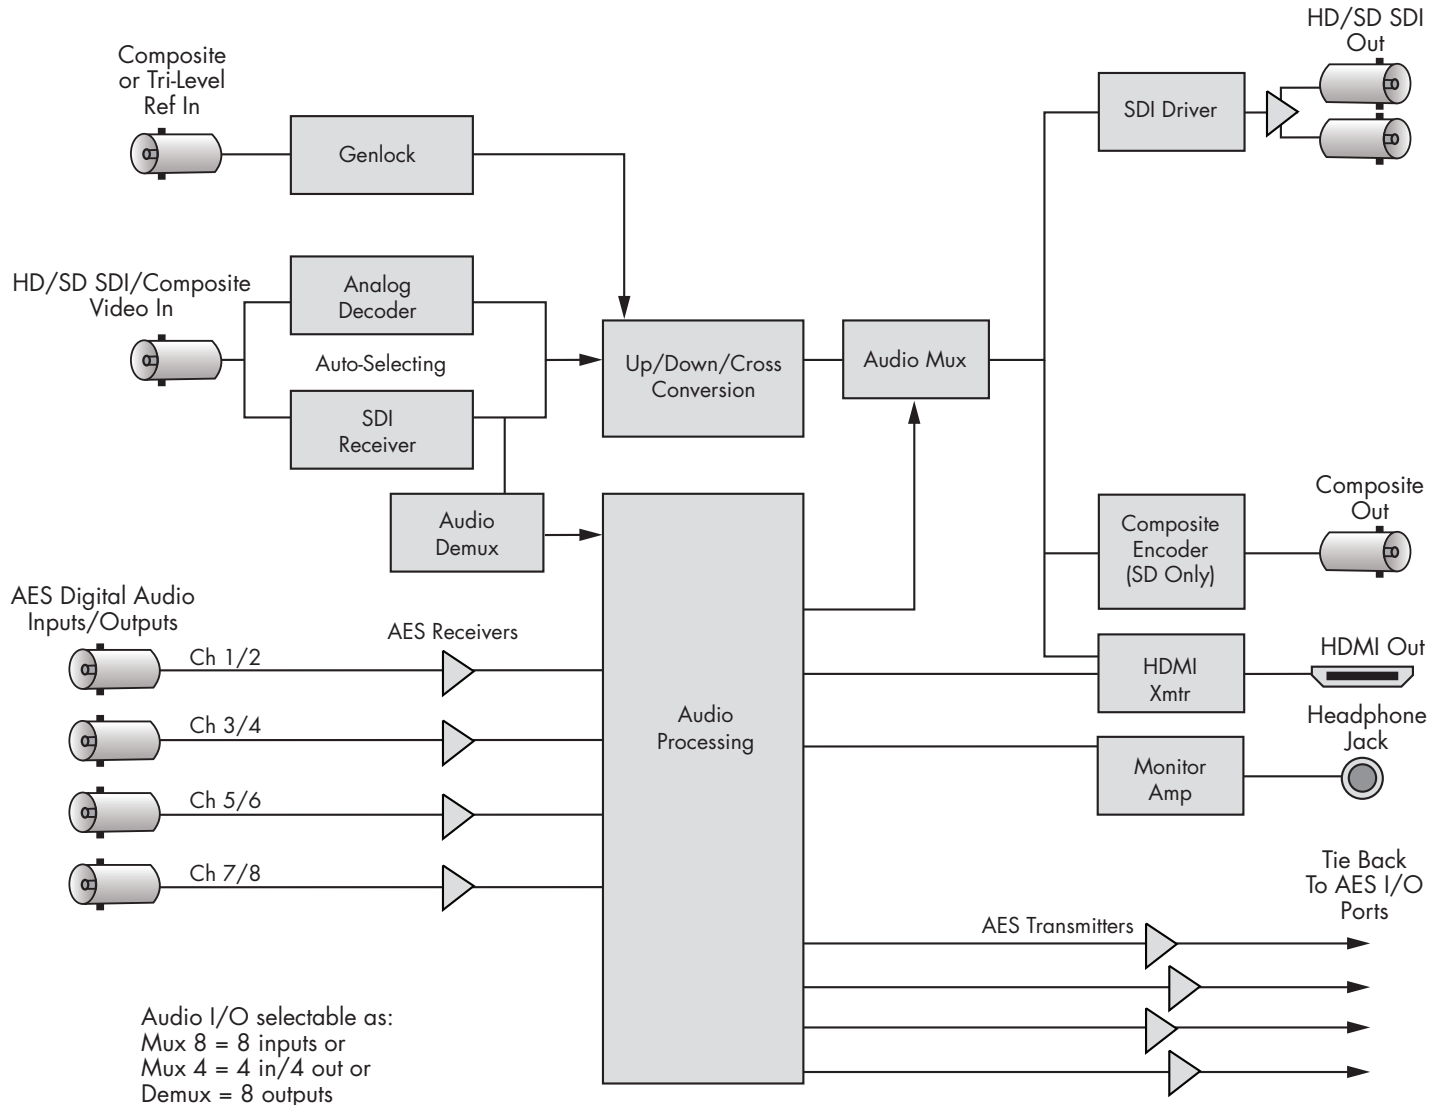 HD/SD SDI
Out
Composite
or Tri-Level
Ref In
SDI Driver
Genlock
HD/SD SDI/Composite
Video In
Analog
Decoder
Auto-Selecting
Up/Down/Cross
Conversion
Audio Mux
SDI
Receiver
Composite
Out
Audio
Demux
Composite
Encoder
(SD Only)
AES Digital Audio
Inputs/Outputs
AES Receivers
Ch 1/2
HDMI Out
HDMI
Xmtr
Ch 3/4
Audio
Processing
Headphone
Jack
Monitor
Amp
Ch 5/6
Ch 7/8
Tie Back
To AES I/O
Ports
AES Transmitters
Audio I/O selectable as:
Mux 8 = 8 inputs or
Mux 4 = 4 in/4 out or
Demux = 8 outputs